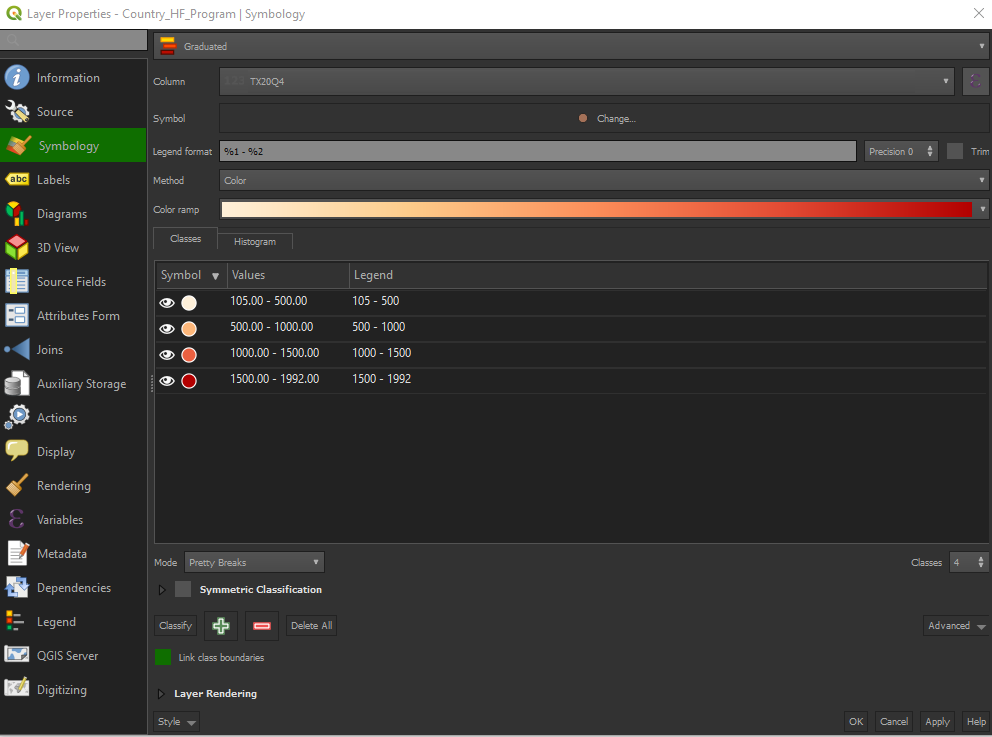 Layer Properties - Country_HF_Program | Symbology
Information
Source
Symbology
abc Labels
Diagrams
3D View
Source Fields
Attributes Form
Joins
Auxiliary Storage
Actions
Display
Rendering
Variables
Metadata
Dependencies
Legend
QGIS Server
Digitizing
Graduated
Column 1.2 TX20Q4
Symbol Change...
Legend format %1 - %2 Precision 0 Trim
Method Color
Color ramp
Classes Histogram
Symbol Values Legend
105.00 - 500.00 105 - 500
500.00 - 1000.00 500 - 1000
1000.00 - 1500.00 1000 - 1500
1500.00 - 1992.00 1500 - 1992
Mode Pretty Breaks Classes 4
Symmetric Classification
Classify Delete All Advanced
Link class boundaries
Layer Rendering
Style OK Cancel Apply Help